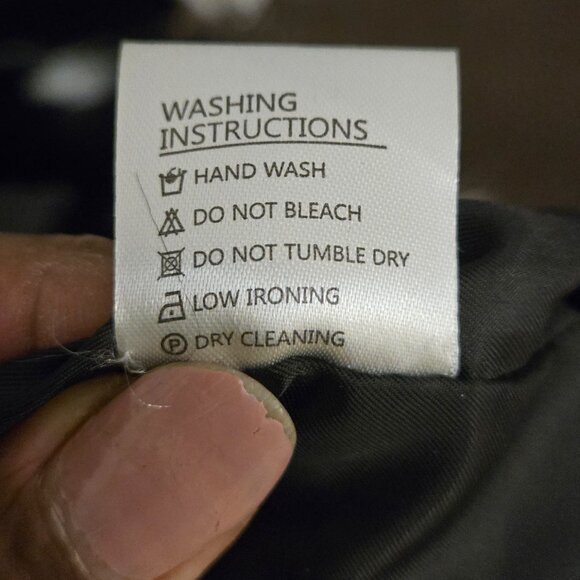 WASHING
INSTRUCTIONS
HAND WASH
DO NOT BLEACH
DO NOT TUMBLE DRY
LOW IRONING
P DRY CLEANING